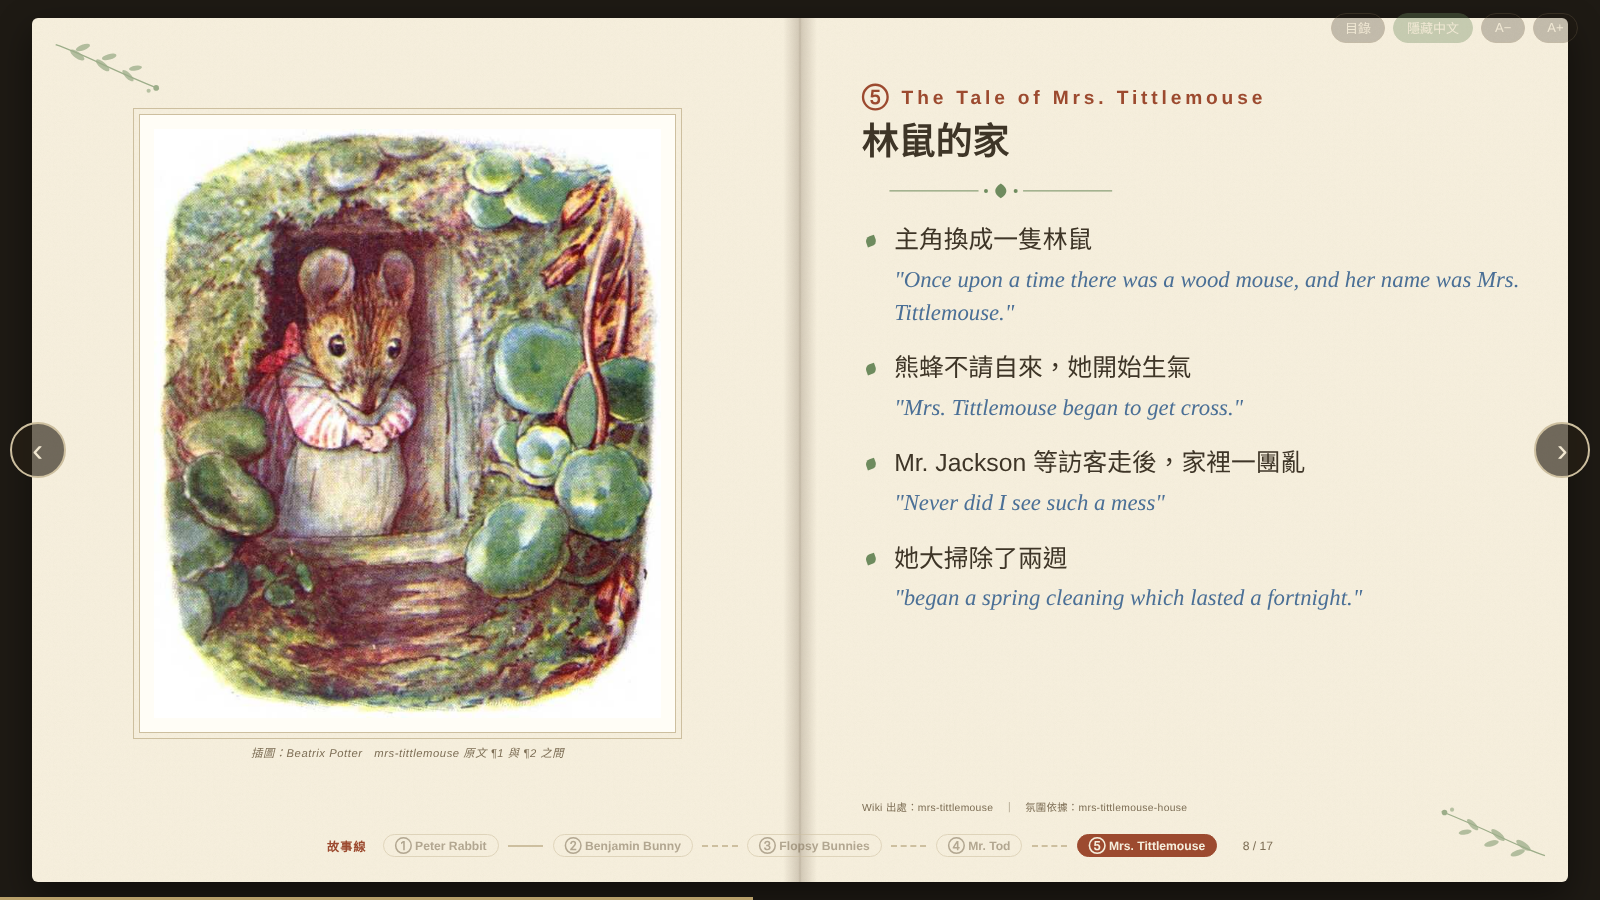 目錄 隱藏中文 A− A+
⑤ The Tale of Mrs. Tittlemouse
林鼠的家
主角換成一隻林鼠
"Once upon a time there was a wood mouse, and her name was Mrs.
Tittlemouse."
熊蜂不請自來，她開始生氣
"Mrs. Tittlemouse began to get cross."
Mr. Jackson 等訪客走後，家裡一團亂
"Never did I see such a mess"
她大掃除了兩週
"began a spring cleaning which lasted a fortnight."
插圖：Beatrix Potter mrs-tittlemouse 原文 ¶1 與 ¶2 之間
Wiki 出處：mrs-tittlemouse | 氛圍依據：mrs-tittlemouse-house
故事線 ① Peter Rabbit ② Benjamin Bunny ③ Flopsy Bunnies ④ Mr. Tod ⑤ Mrs. Tittlemouse 8 / 17